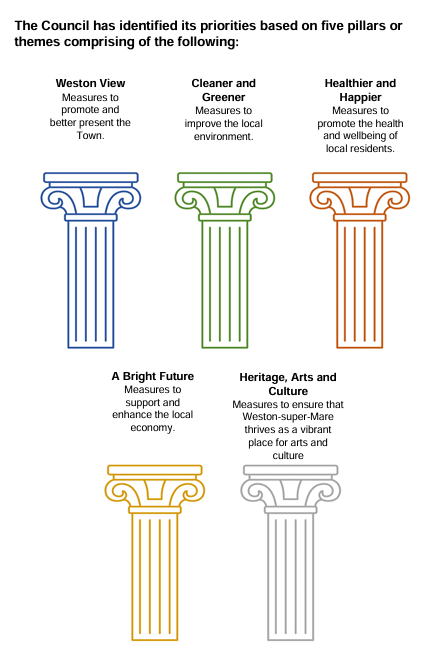 The Council has identified its priorities based on five pillars or
themes comprising of the following:
Weston View
Measures to
promote and
better present the
Town.
Cleaner and
Greener
Measures to
improve the local
environment.
Healthier and
Happier
Measures to
promote the health
and wellbeing of
local residents.
A Bright Future
Measures to
support and
enhance the local
economy.
Heritage, Arts and
Culture
Measures to ensure that
Weston-super-Mare
thrives as a vibrant
place for arts and
culture